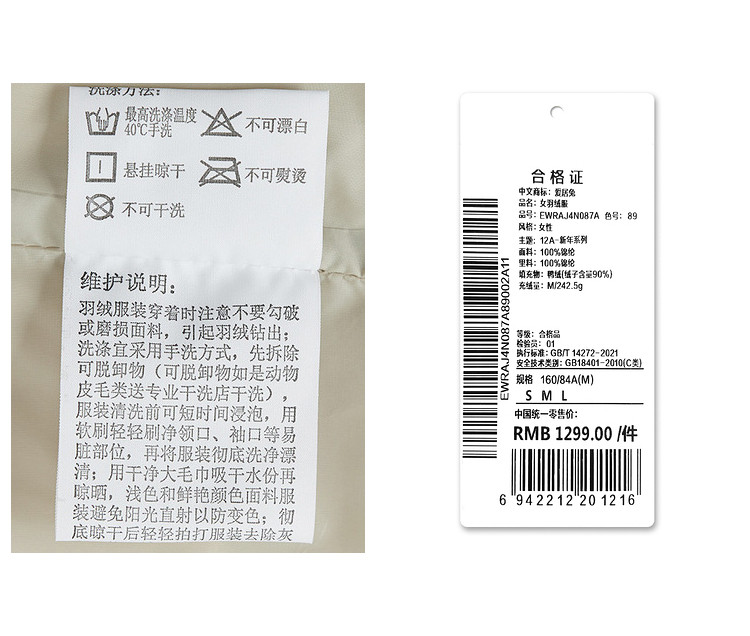 洗涤方法:
最高洗涤温度
40℃手洗
不可漂白
悬挂晾干
不可熨烫
不可干洗
维护说明:
羽绒服装穿着时注意不要勾破
或磨损面料，引起羽绒钻出;
洗涤宜采用手洗方式，先拆除
可脱卸物（可脱卸物如是动物
皮毛类送专业干洗店干洗），
服装清洗前可短时间浸泡，用
软刷轻轻刷净领口、袖口等易
脏部位，再将服装彻底洗净漂
清；用干净大毛巾吸干水份再
晾晒，浅色和鲜艳颜色面料服
装避免阳光直射以防变色；彻
底晾干后轻轻拍打服装去除灰
合格证
中文商标: 爱居兔
品名: 女羽绒服
品号: EWRAJ4N087A 色号: 89
风格: 女性
主题: 12A-新年系列
面料: 100%锦纶
里料: 100%锦纶
填充物: 鸭绒(绒子含量90%)
充绒量: M/242.5g
等级: 合格品
检验员: 01
执行标准: GB/T 14272-2021
安全技术类别: GB18401-2010(C类)
规格 160/84A(M)
S M L
中国统一零售价:
RMB 1299.00 /件
6 942212 201216
EWRAJ4N087A89002A11